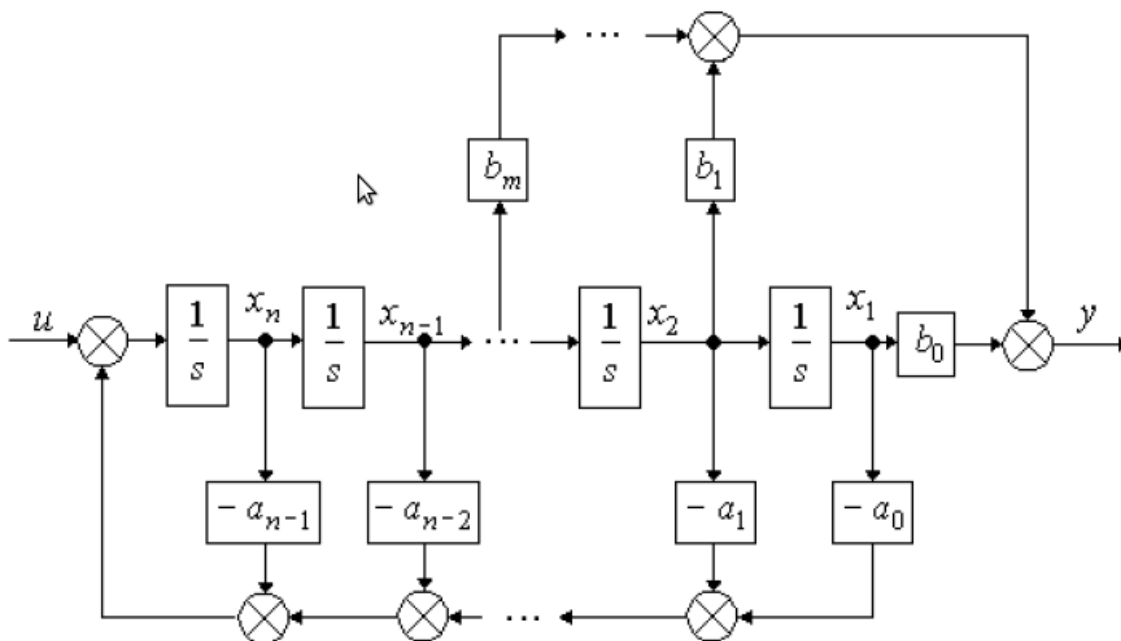 ...
b_m
b_1
u
1/s
x_n
1/s
x_{n-1}
...
1/s
x_2
1/s
x_1
b_0
y
- a_{n-1}
- a_{n-2}
- a_1
- a_0
...